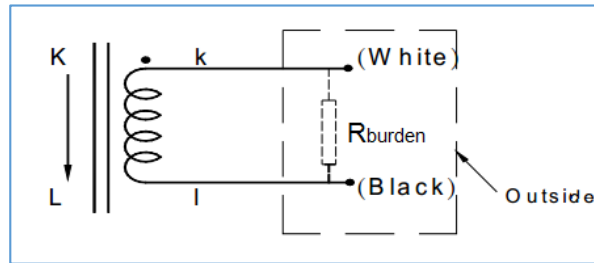 K
k
(White)
Rburden
L
l
(Black)
Outside